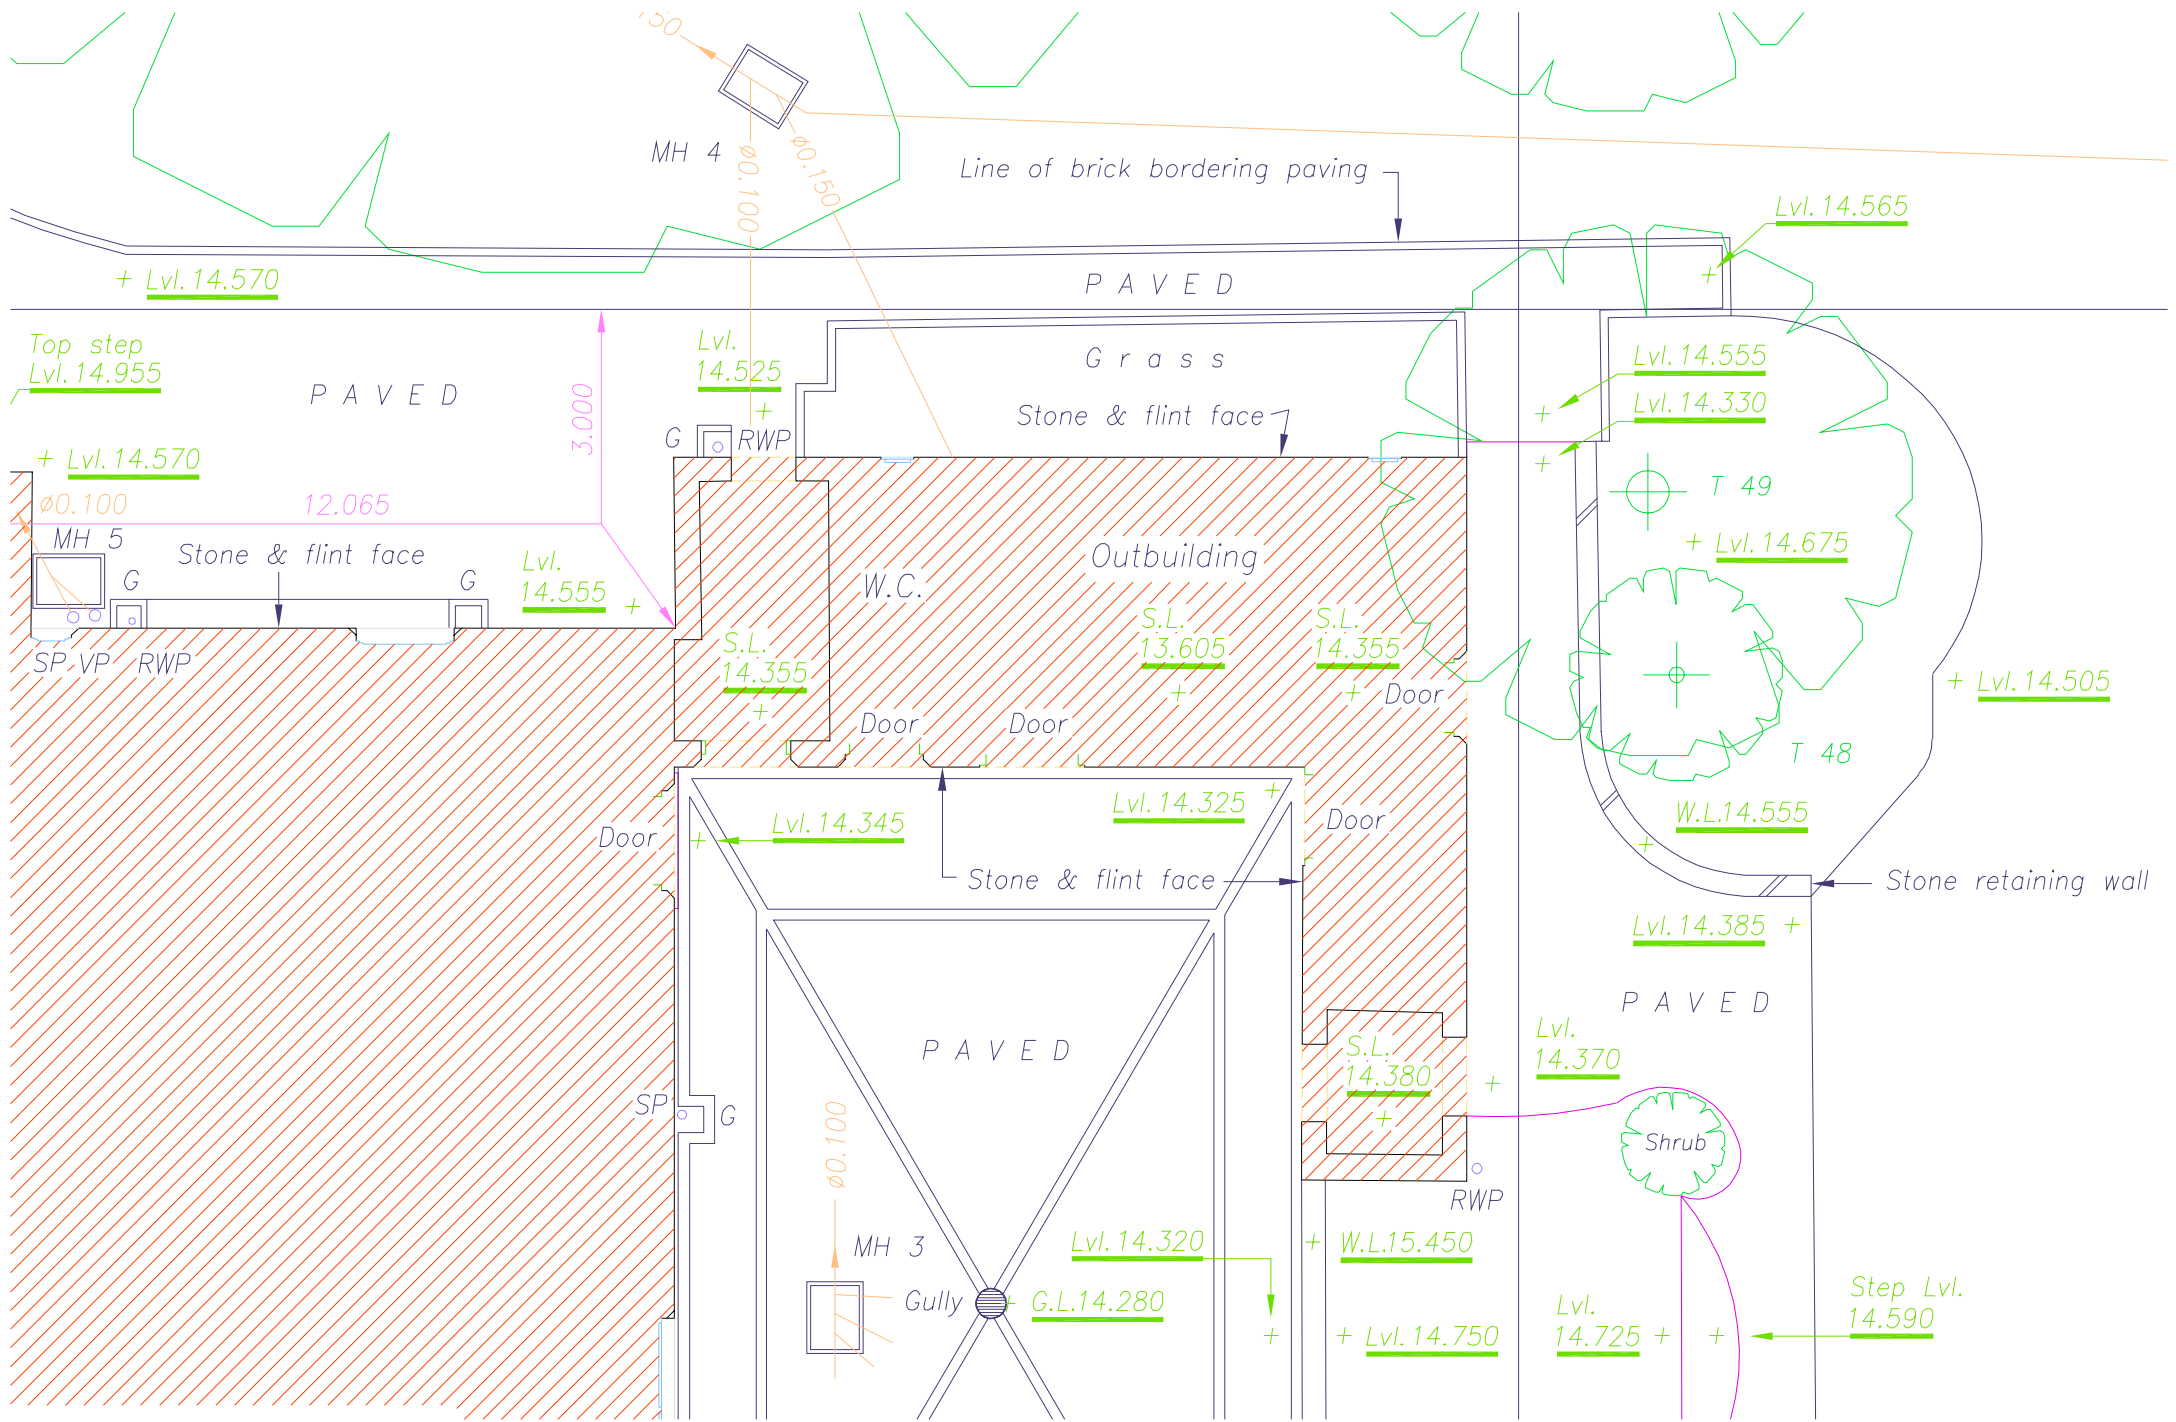 MH 4
ø0.100
ø0.150
Line of brick bordering paving
Lvl.14.565
+ Lvl.14.570
PAVED
Top step
Lvl.14.955
PAVED
3.000
Lvl.
14.525
Grass
Lvl.14.555
Stone & flint face
Lvl.14.330
G
RWP
+ Lvl.14.570
ø0.100
12.065
T 49
MH 5
Stone & flint face
Outbuilding
+ Lvl.14.675
G
G
Lvl.
14.555 +
W.C.
S.L.
13.605
S.L.
14.355
S.L.
14.355
SP VP RWP
Door
+ Lvl.14.505
Door
Door
T 48
Lvl.14.325
W.L.14.555
Lvl.14.345
Door
Door
Stone & flint face
Stone retaining wall
Lvl.14.385 +
PAVED
PAVED
Lvl.
14.370
S.L.
14.380
SP
G
ø0.100
Shrub
RWP
MH 3
Lvl.14.320
+ W.L.15.450
Gully
G.L.14.280
Step Lvl.
14.590
Lvl.
14.725 +
+ Lvl.14.750